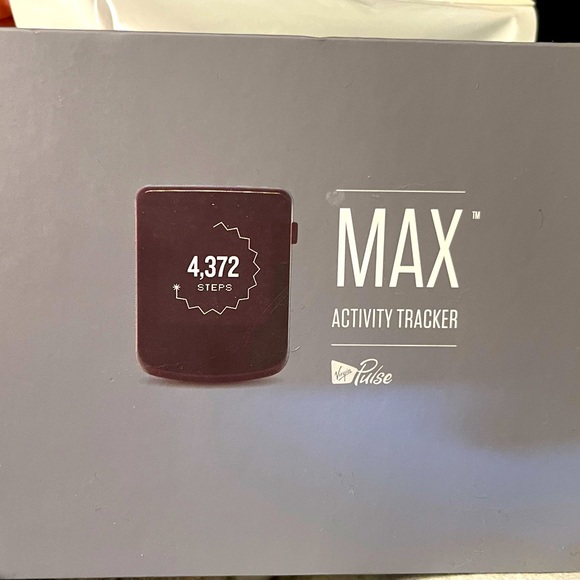 4,372
STEPS
MAX™
ACTIVITY TRACKER
Virgin Pulse